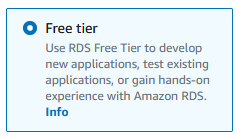 Free tier
Use RDS Free Tier to develop
new applications, test existing
applications, or gain hands-on
experience with Amazon RDS.
Info